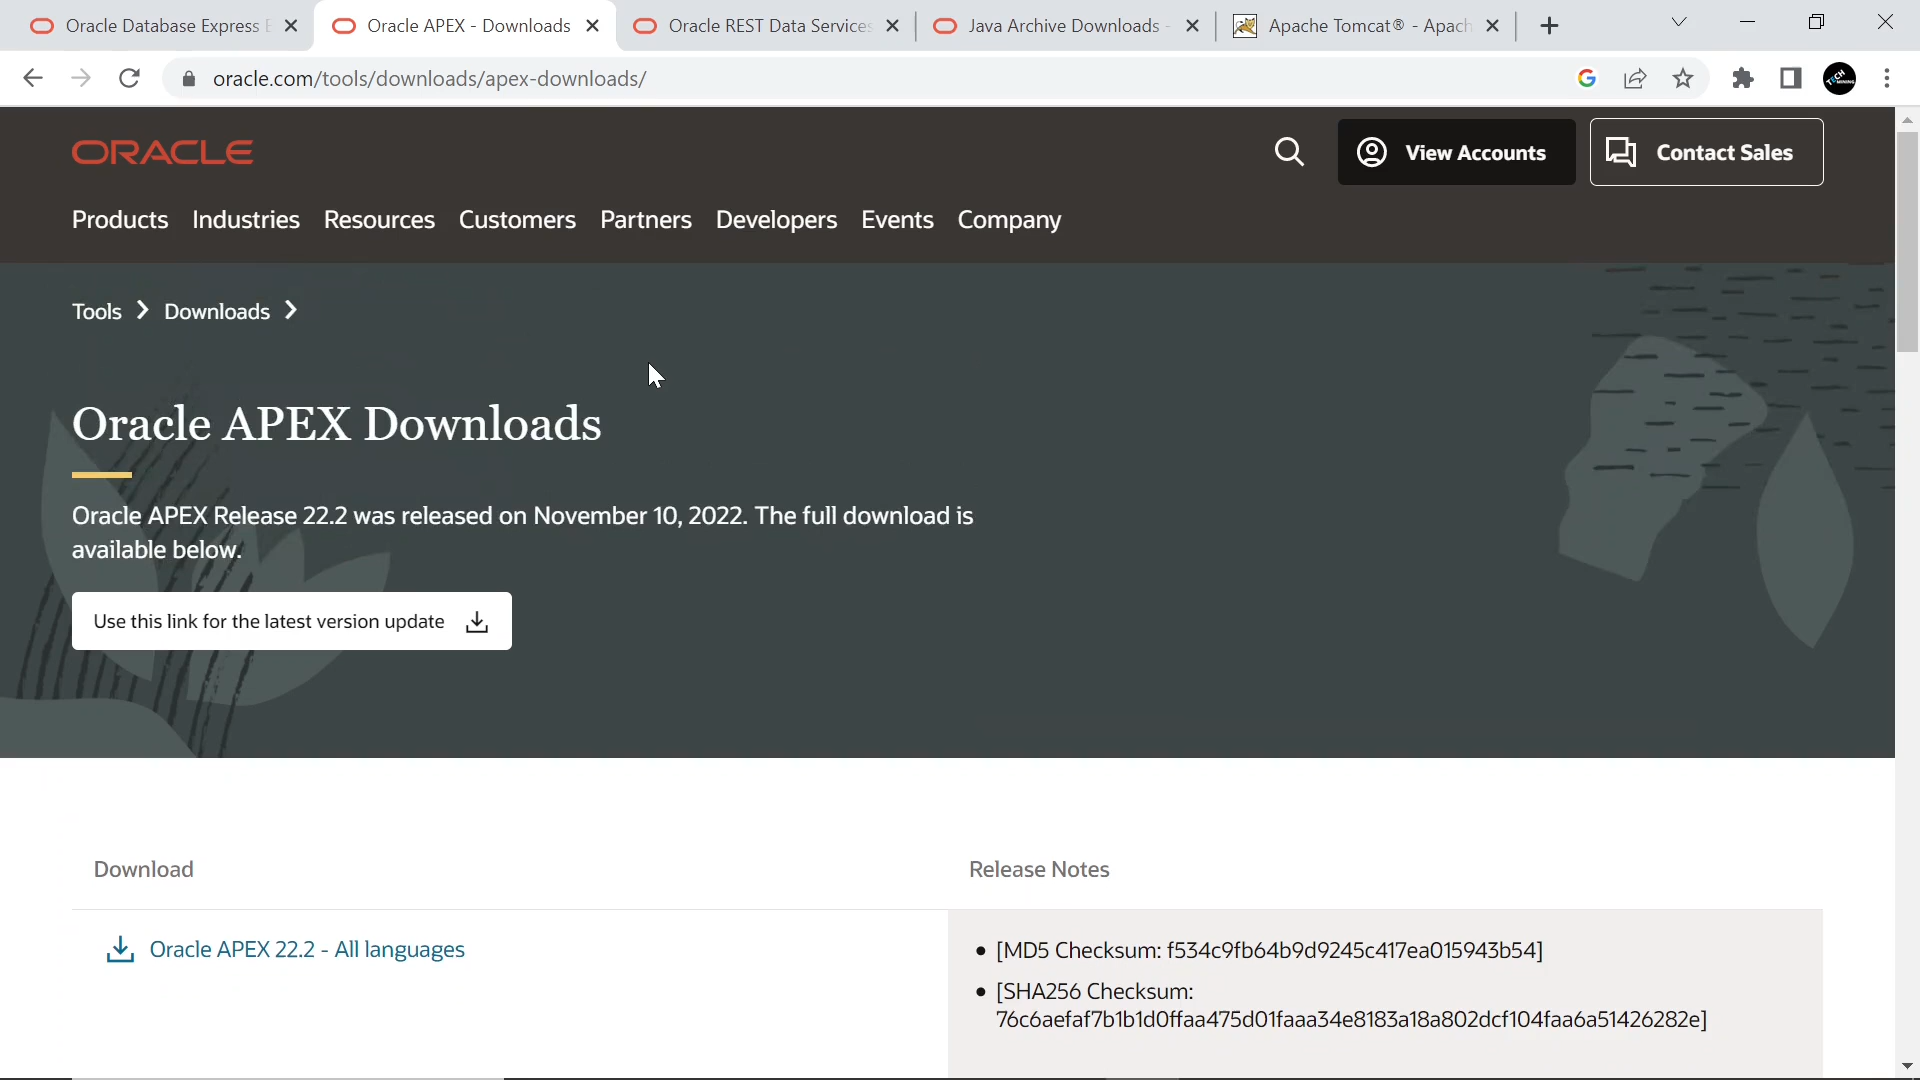 Oracle Database Express E
Oracle APEX - Downloads
Oracle REST Data Services
Java Archive Downloads -
Apache Tomcat® - Apach
oracle.com/tools/downloads/apex-downloads/
ORACLE
View Accounts
Contact Sales
Products Industries Resources Customers Partners Developers Events Company
Tools Downloads
Oracle APEX Downloads
Oracle APEX Release 22.2 was released on November 10, 2022. The full download is
available below.
Use this link for the latest version update
Download
Release Notes
Oracle APEX 22.2 - All languages
• [MD5 Checksum: f534c9fb64b9d9245c417ea015943b54]
• [SHA256 Checksum:
76c6aefaf7b1b1d0ffaa475d01faaa34e8183a18a802dcf104faa6a51426282e]